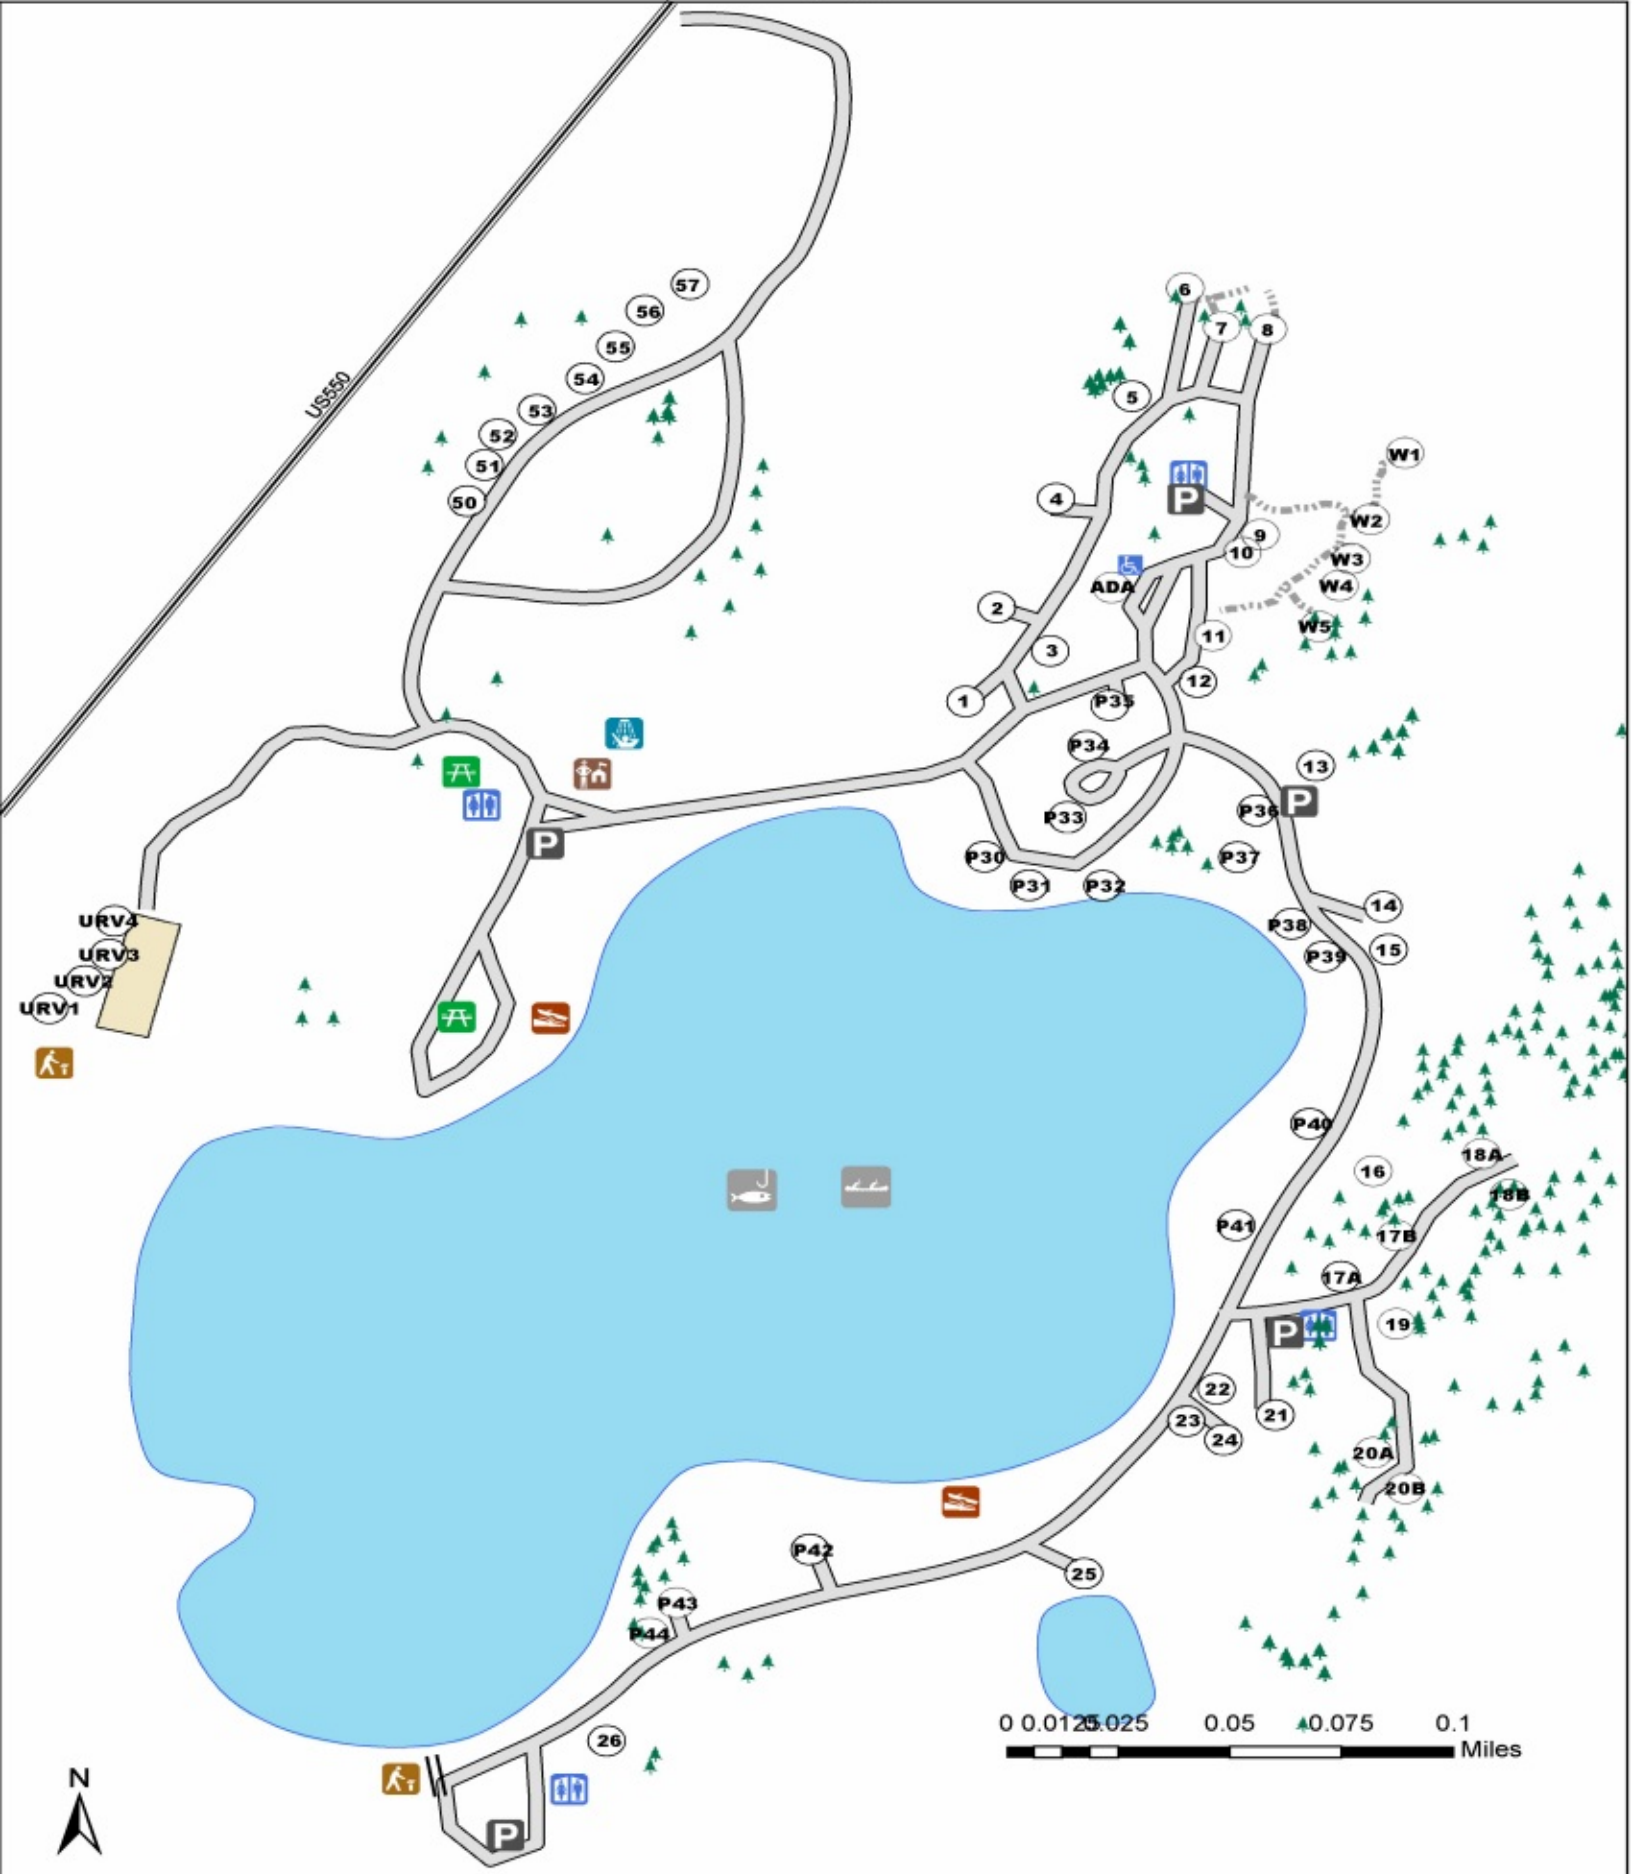 US550
57
56
55
54
53
52
51
50
6
7
8
5
W1
4
W2
9
10
W3
W4
ADA
2
W5
11
3
12
1
P35
P34
13
P
P36
P33
P
P30
P37
P31
P32
14
P38
15
P39
URV4
URV3
URV2
URV1
P
P
P40
18A
16
18B
P41
17B
17A
19
P
22
21
23
24
20A
20B
P42
25
P43
P44
26
0 0.0125 0.025 0.05 0.075 0.1
Miles
N
P